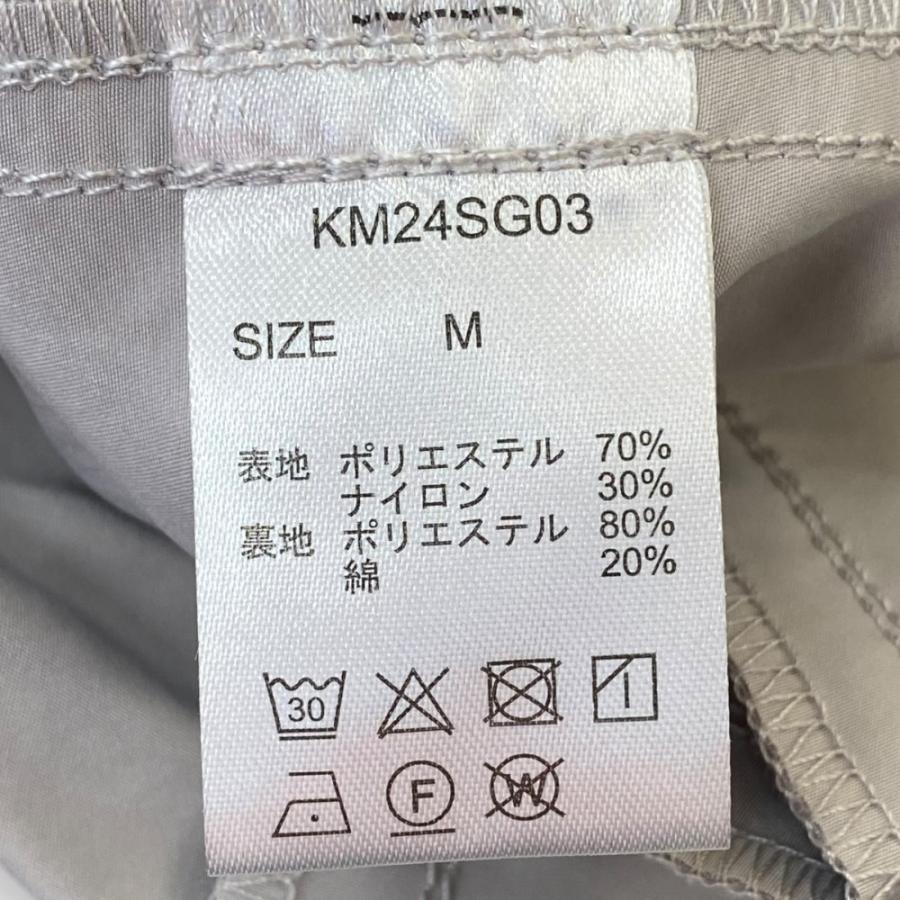 KM24SG03
SIZE M
表地 ポリエステル 70%
ナイロン 30%
裏地 ポリエステル 80%
綿 20%
30
F W